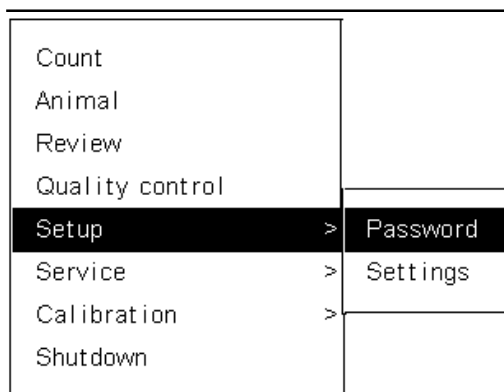 Count
Animal
Review
Quality control
Setup >
Password
Settings
Service >
Calibration >
Shutdown